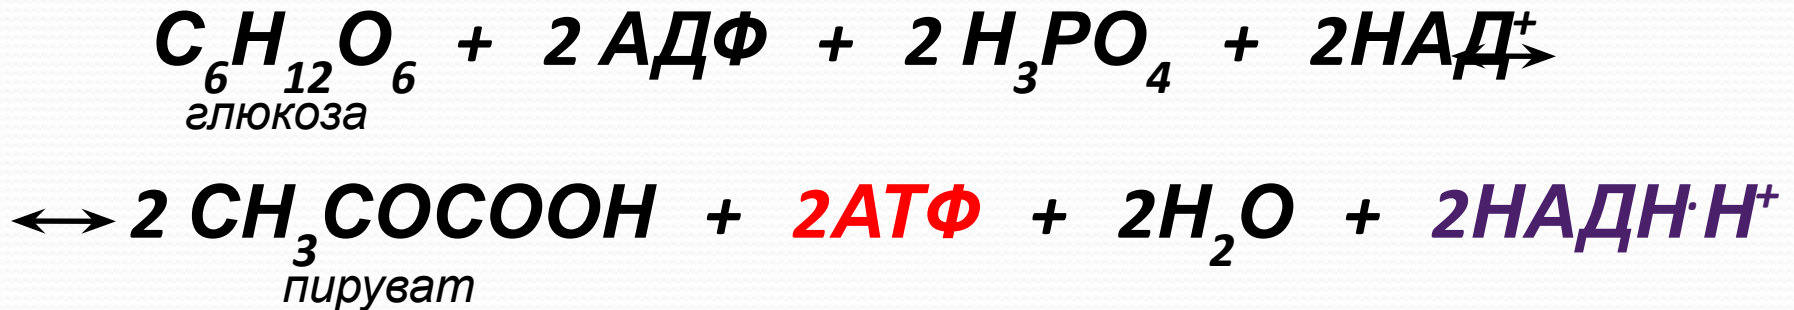 C₆H₁₂O₆ + 2 АДФ + 2 H₃PO₄ + 2НАД⁺ ↔
глюкоза
↔ 2 CH₃COCOOH + 2АТФ + 2H₂O + 2НАДН·Н⁺
пируват